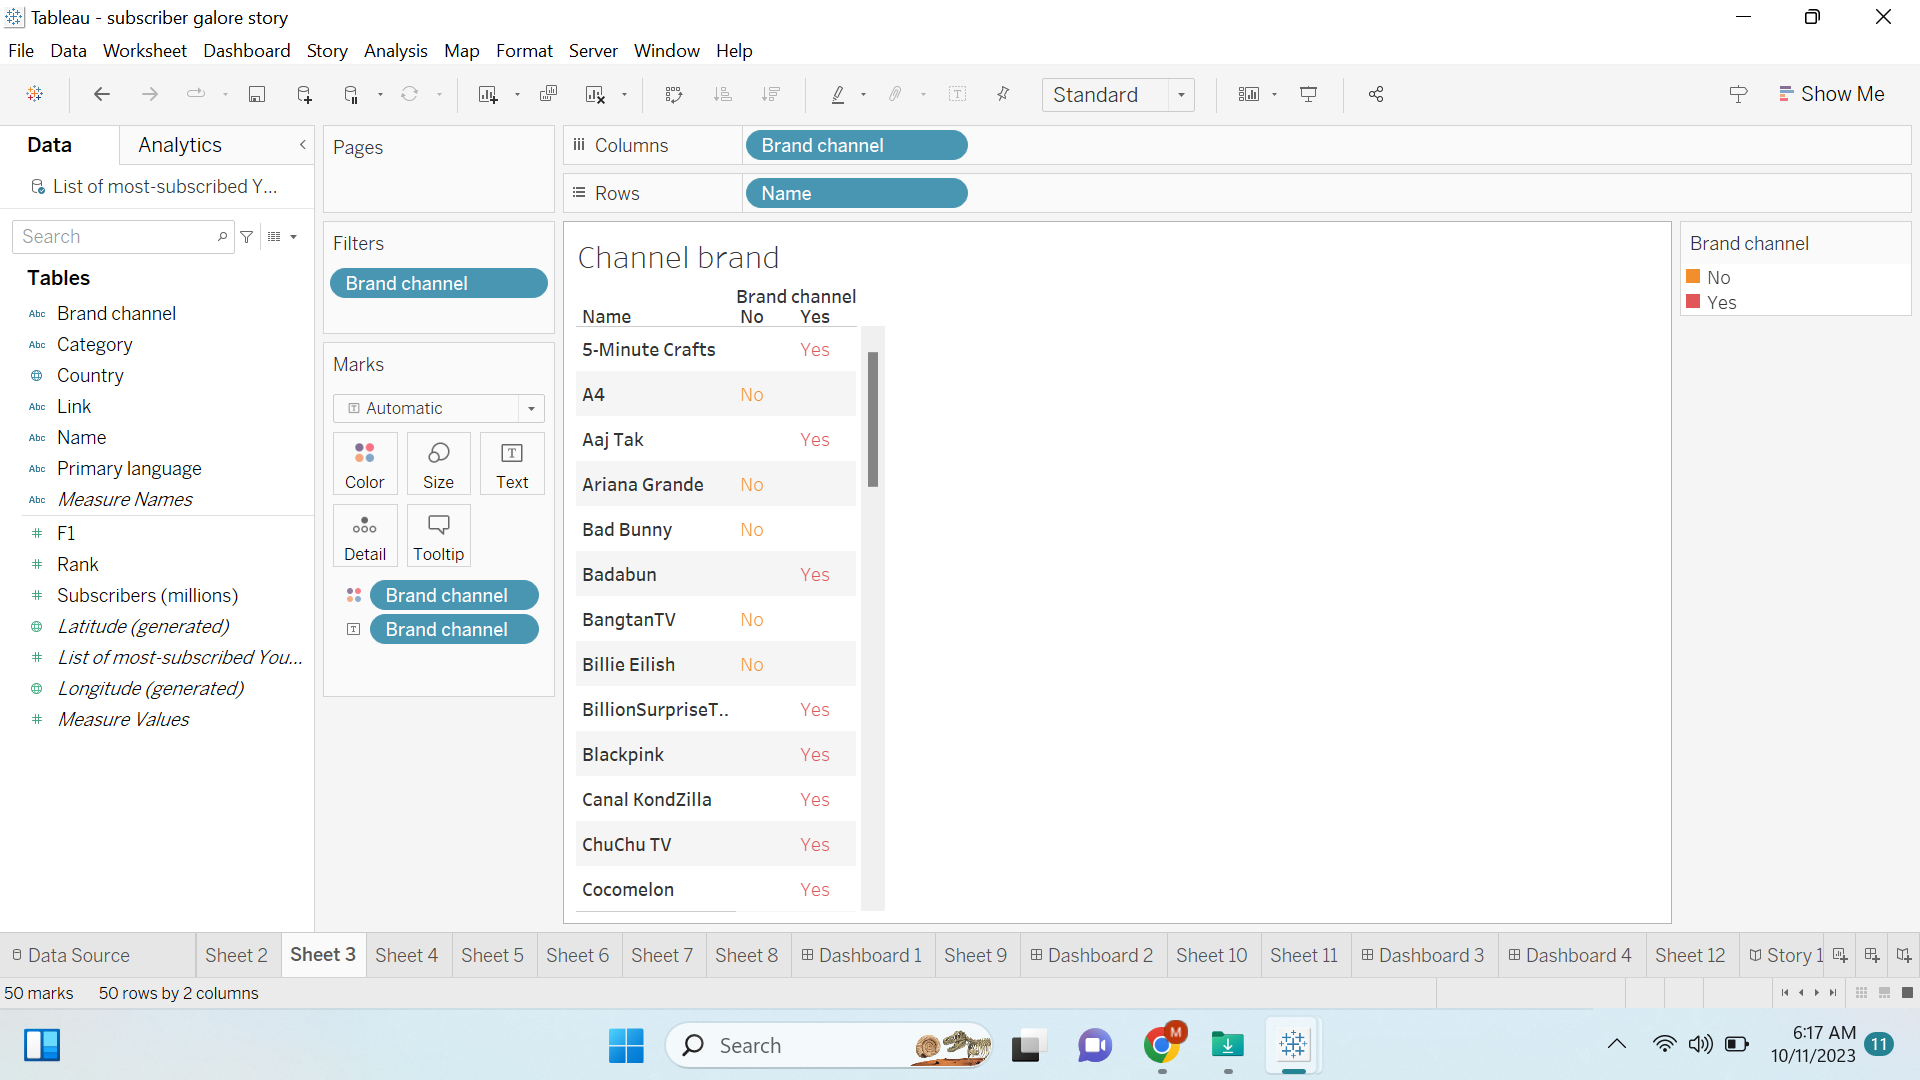 Tableau - subscriber galore story
File Data Worksheet Dashboard Story Analysis Map Format Server Window Help
Standard
Show Me
Data
Analytics
List of most-subscribed Y...
Search
Tables
Abc Brand channel
Abc Category
Country
Abc Link
Abc Name
Abc Primary language
Abc Measure Names
# F1
# Rank
# Subscribers (millions)
Latitude (generated)
# List of most-subscribed You...
Longitude (generated)
# Measure Values
Pages
Filters
Brand channel
Marks
T Automatic
Color Size T Text
Detail Tooltip
Brand channel
T Brand channel
iii Columns Brand channel
Rows Name
Channel brand
Brand channel
Name No Yes
5-Minute Crafts Yes
A4 No
Aaj Tak Yes
Ariana Grande No
Bad Bunny No
Badabun Yes
BangtanTV No
Billie Eilish No
BillionSurpriseT.. Yes
Blackpink Yes
Canal KondZilla Yes
ChuChu TV Yes
Cocomelon Yes
Brand channel
No
Yes
Data Source Sheet 2 Sheet 3 Sheet 4 Sheet 5 Sheet 6 Sheet 7 Sheet 8 Dashboard 1 Sheet 9 Dashboard 2 Sheet 10 Sheet 11 Dashboard 3 Dashboard 4 Sheet 12 Story 1
50 marks 50 rows by 2 columns
Search
M
6:17 AM
10/11/2023
11